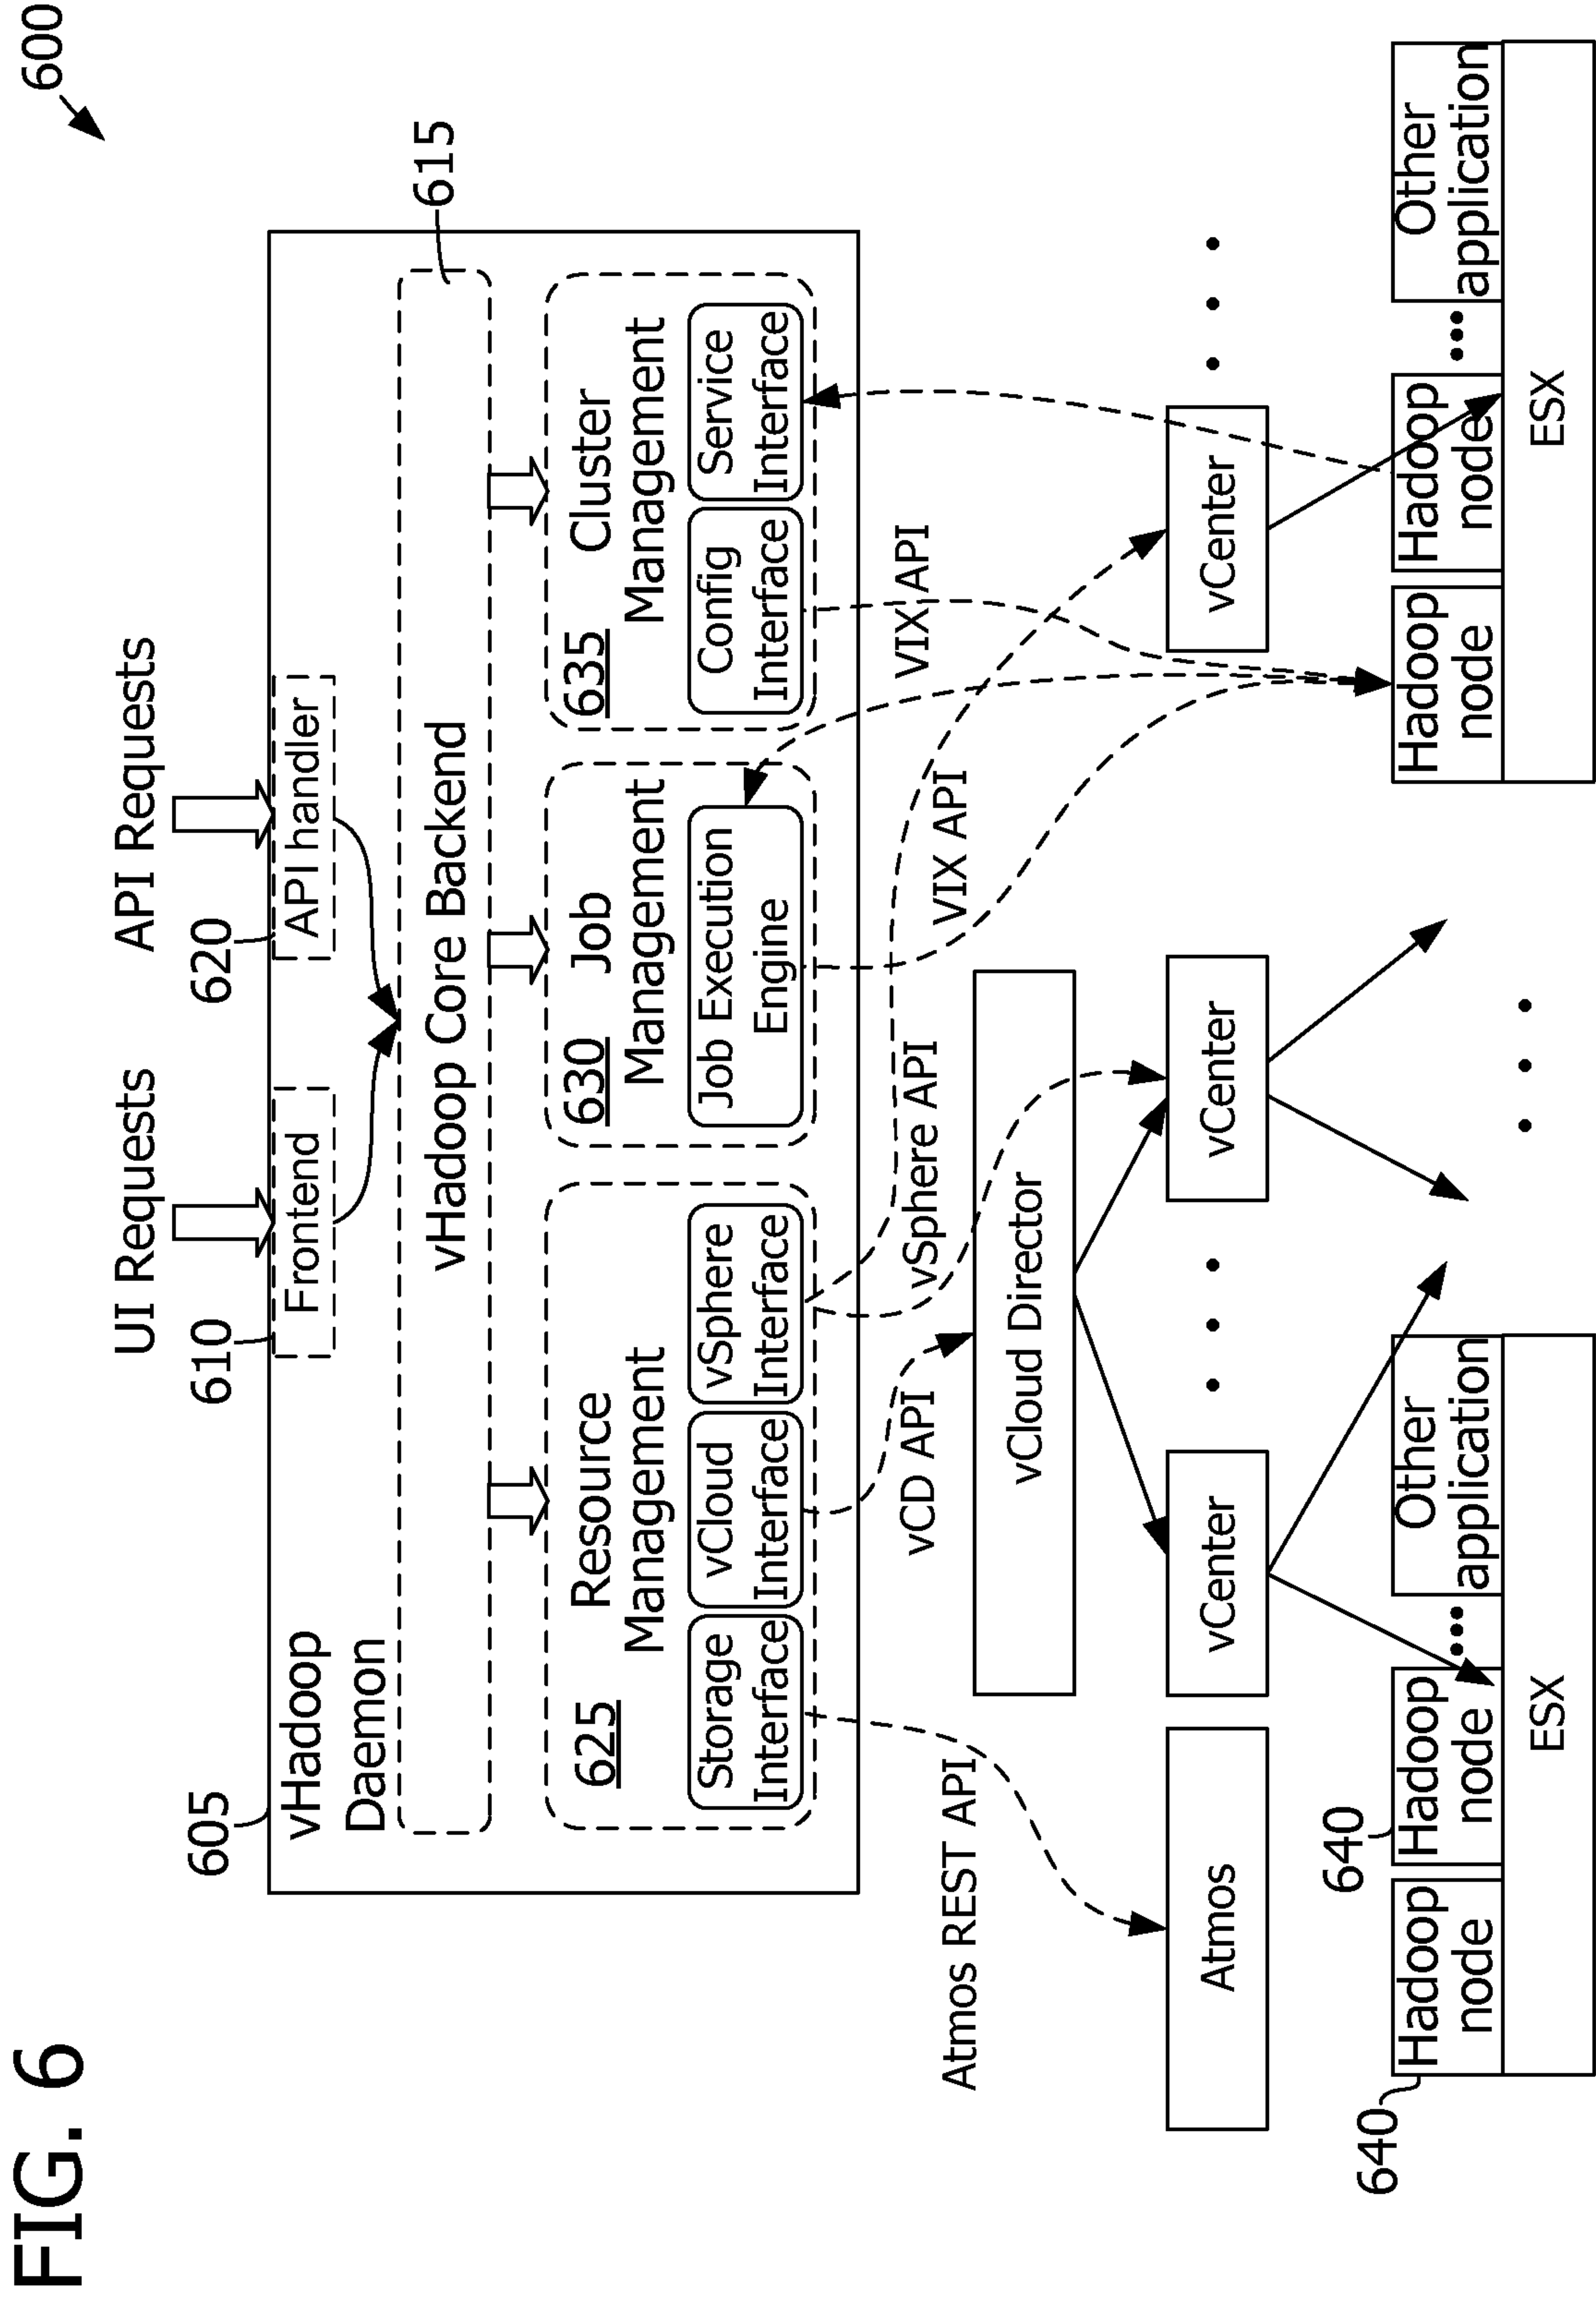 FIG. 6
600
UI Requests
API Requests
605
610
620
615
vHadoop
Daemon
Frontend
API handler
vHadoop Core Backend
625
Resource
Management
Storage
Interface
vCloud
Interface
vSphere
Interface
630
Job
Management
Job Execution
Engine
635
Cluster
Management
Config
Interface
Service
Interface
Atmos REST API
vCD API
vSphere API
VIX API
VIX API
vCloud Director
Atmos
vCenter
vCenter
vCenter
640
640
Hadoop
node
Hadoop
node
Other
application
ESX
Hadoop
node
Hadoop
node
Other
application
ESX